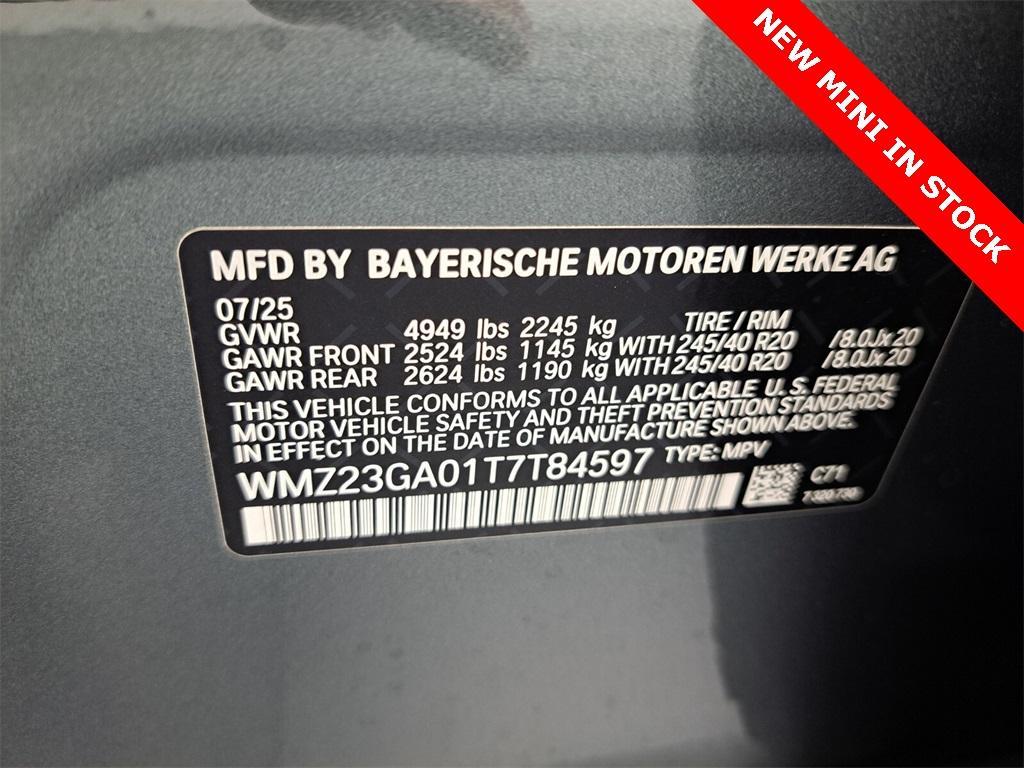 NEW MINI IN STOCK
MFD BY BAYERISCHE MOTOREN WERKE AG
07/25
GVWR 4949 lbs 2245 kg TIRE / RIM
GAWR FRONT 2524 lbs 1145 kg WITH 245/40 R20 /8.0Jx20
GAWR REAR 2624 lbs 1190 kg WITH 245/40 R20 /8.0Jx20
THIS VEHICLE CONFORMS TO ALL APPLICABLE U.S. FEDERAL
MOTOR VEHICLE SAFETY AND THEFT PREVENTION STANDARDS
IN EFFECT ON THE DATE OF MANUFACTURE SHOWN ABOVE.
WMZ23GA01T7T84597 TYPE: MPV
C71